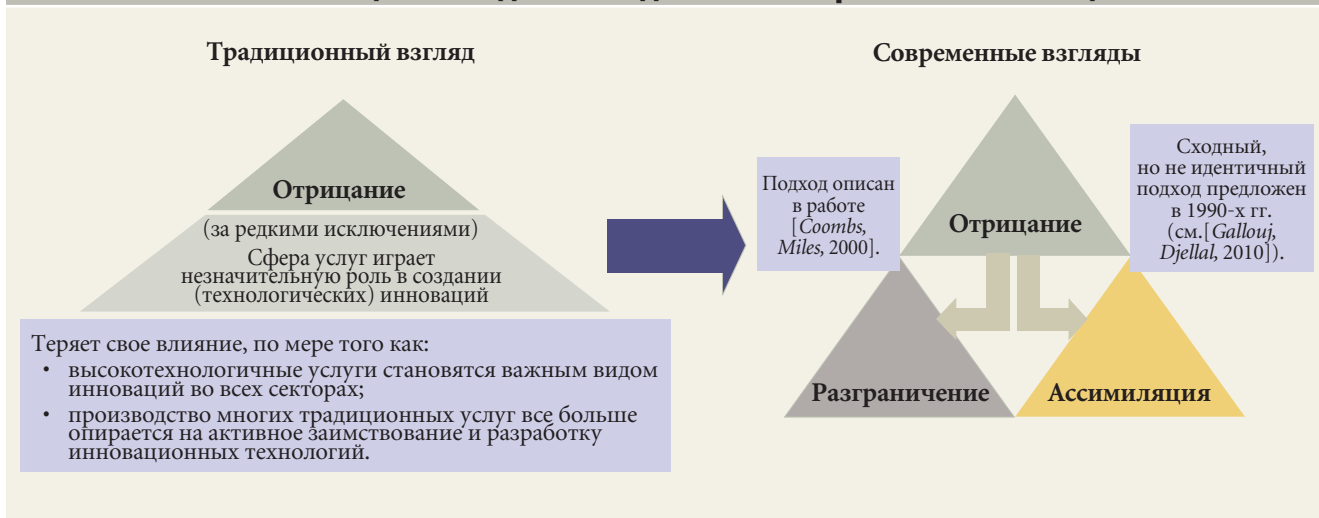 Традиционный взгляд
Отрицание
(за редкими исключениями)
Сфера услуг играет
незначительную роль в создании
(технологических) инноваций
Теряет свое влияние, по мере того как:
• высокотехнологичные услуги становятся важным видом
инноваций во всех секторах;
• производство многих традиционных услуг все больше
опирается на активное заимствование и разработку
инновационных технологий.
Современные взгляды
Подход описан
в работе
[Coombs,
Miles, 2000].
Отрицание
Сходный,
но не идентичный
подход предложен
в 1990-х гг.
(см.[Gallouj,
Djellal, 2010]).
Разграничение
Ассимиляция